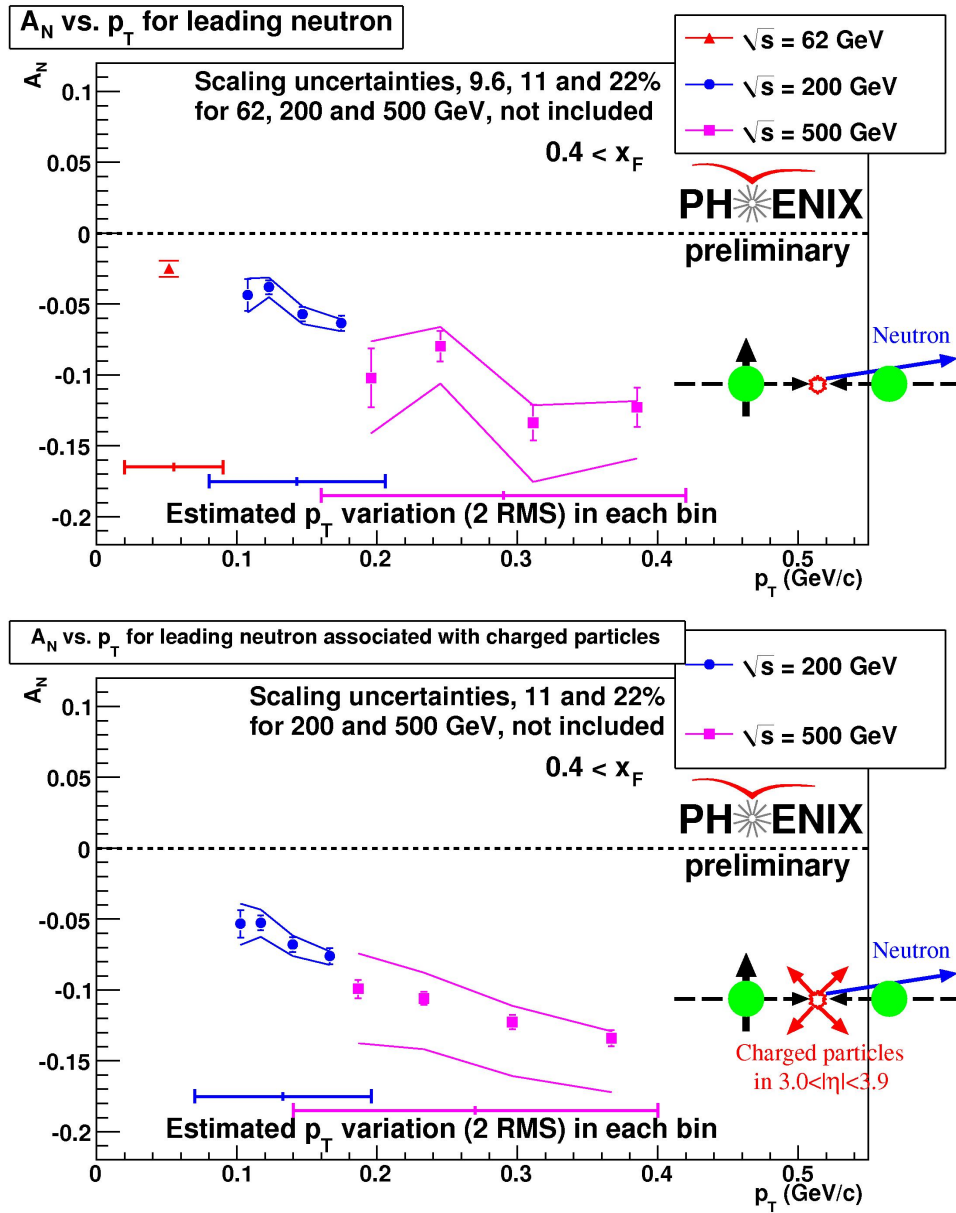 A_N vs. p_T for leading neutron
√s = 62 GeV
√s = 200 GeV
√s = 500 GeV
A_N
Scaling uncertainties, 9.6, 11 and 22%
for 62, 200 and 500 GeV, not included
0.4 < x_F
PHENIX
preliminary
0.1
0.05
0
-0.05
-0.1
-0.15
-0.2
Neutron
Estimated p_T variation (2 RMS) in each bin
0 0.1 0.2 0.3 0.4 0.5
p_T (GeV/c)
A_N vs. p_T for leading neutron associated with charged particles
√s = 200 GeV
√s = 500 GeV
A_N
Scaling uncertainties, 11 and 22%
for 200 and 500 GeV, not included
0.4 < x_F
PHENIX
preliminary
0.1
0.05
0
-0.05
-0.1
-0.15
-0.2
Neutron
Charged particles
in 3.0<|η|<3.9
Estimated p_T variation (2 RMS) in each bin
0 0.1 0.2 0.3 0.4 0.5
p_T (GeV/c)